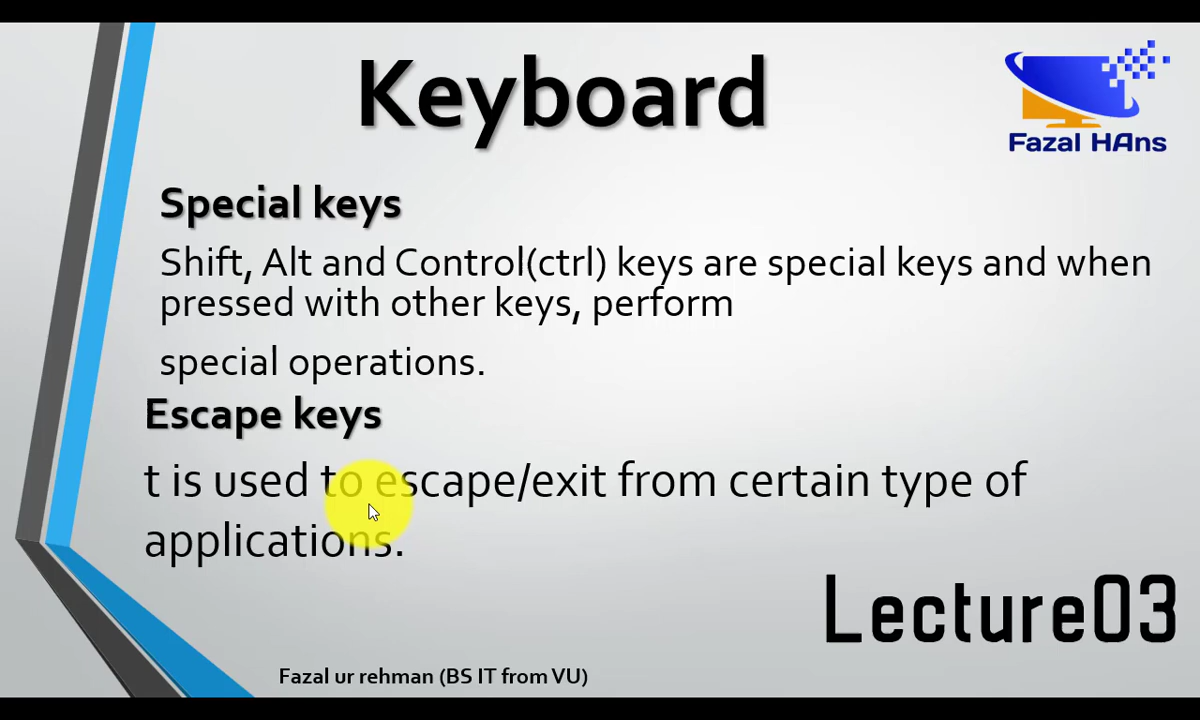 Keyboard
Fazal HAns
Special keys
Shift, Alt and Control(ctrl) keys are special keys and when
pressed with other keys, perform
special operations.
Escape keys
t is used to escape/exit from certain type of
applications.
Lecture03
Fazal ur rehman (BS IT from VU)